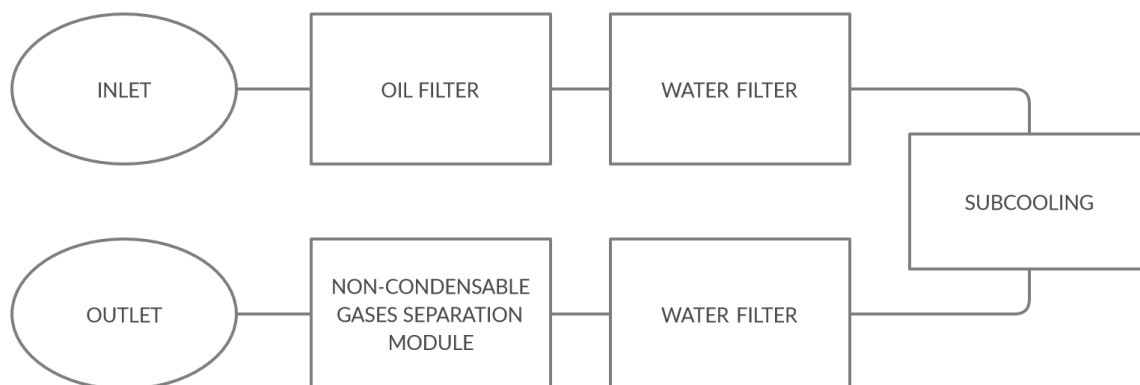 INLET
OIL FILTER
WATER FILTER
SUBCOOLING
OUTLET
NON-CONDENSABLE
GASES SEPARATION
MODULE
WATER FILTER